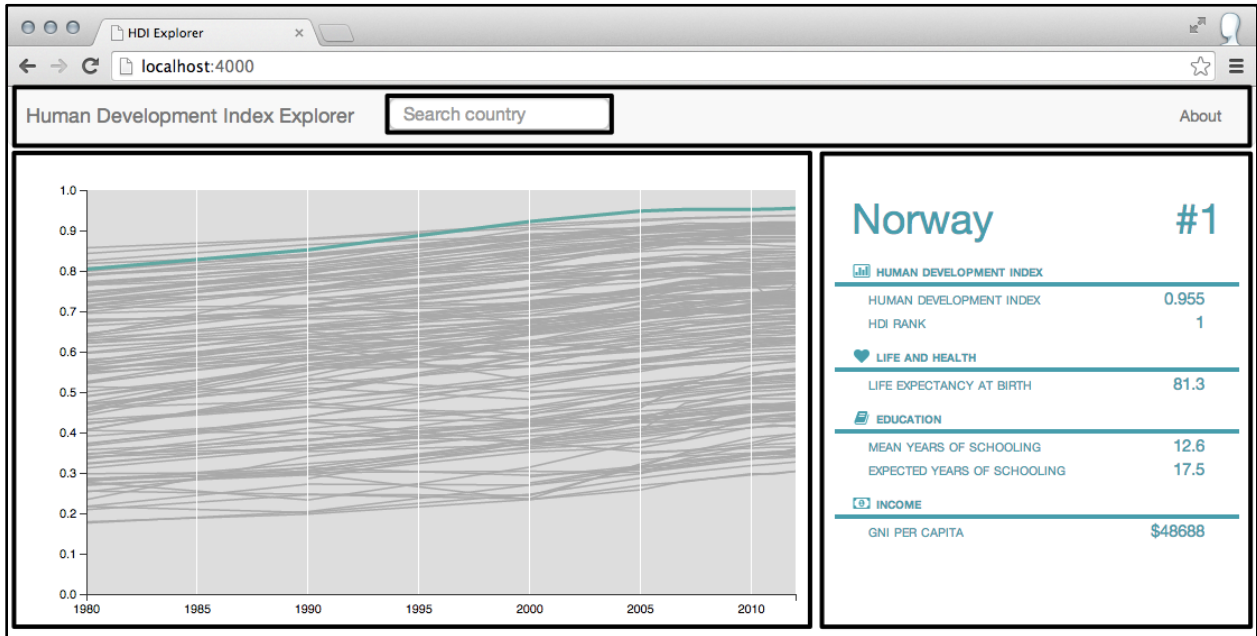 HDI Explorer
localhost:4000
Human Development Index Explorer Search country About
1.0
0.9
0.8
0.7
0.6
0.5
0.4
0.3
0.2
0.1
0.0
1980 1985 1990 1995 2000 2005 2010
Norway #1
HUMAN DEVELOPMENT INDEX
HUMAN DEVELOPMENT INDEX 0.955
HDI RANK 1
LIFE AND HEALTH
LIFE EXPECTANCY AT BIRTH 81.3
EDUCATION
MEAN YEARS OF SCHOOLING 12.6
EXPECTED YEARS OF SCHOOLING 17.5
INCOME
GNI PER CAPITA $48688